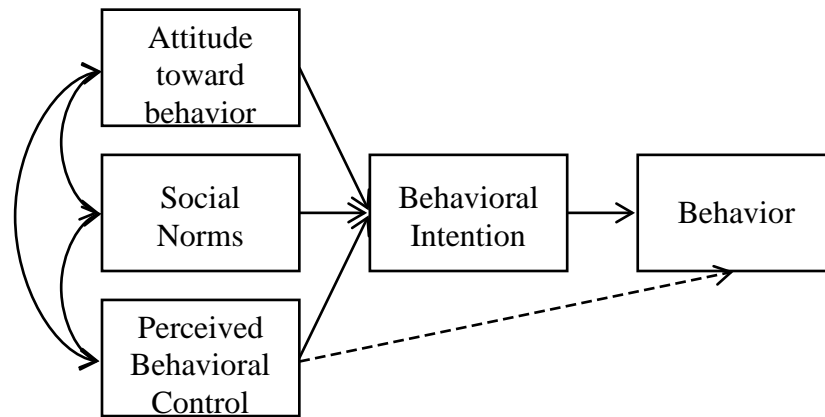 Attitude
toward
behavior
Social
Norms
Perceived
Behavioral
Control
Behavioral
Intention
Behavior